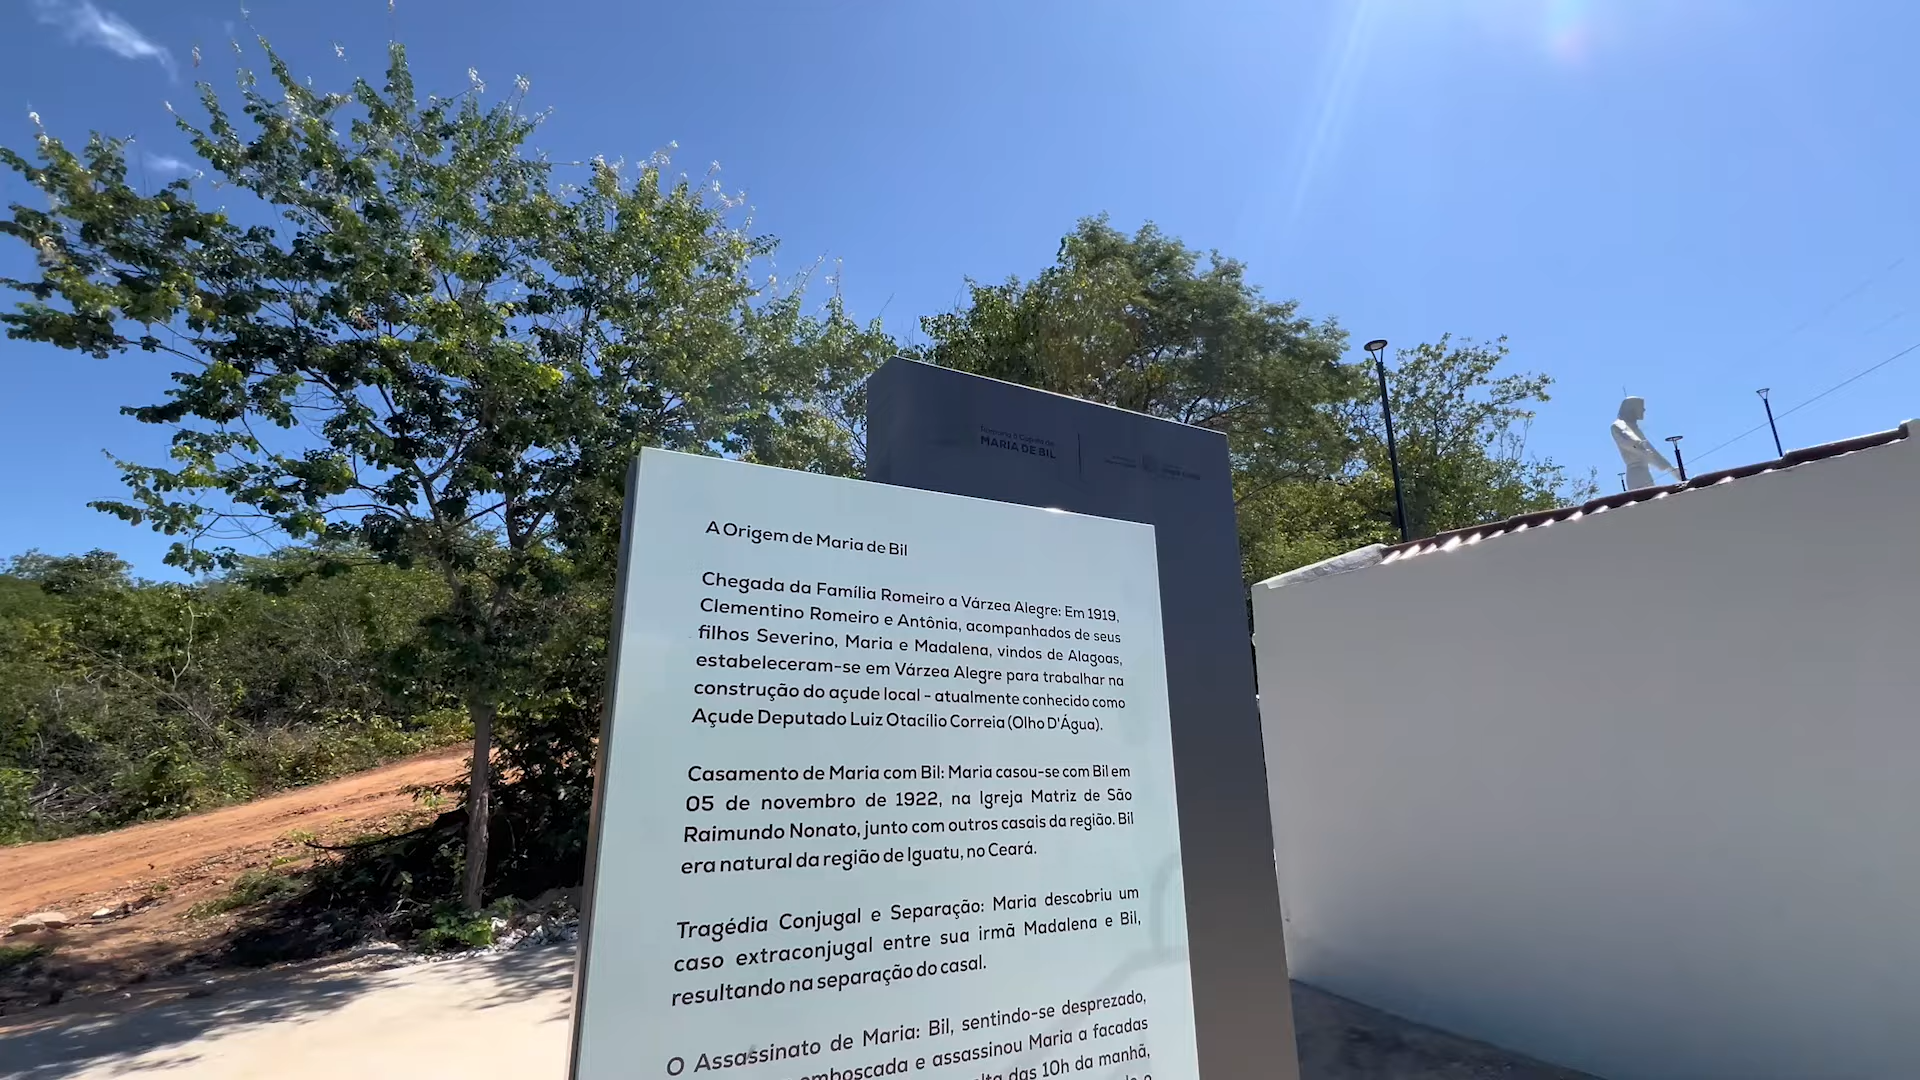 MARIA DE BIL
A Origem de Maria de Bil
Chegada da Família Romeiro a Várzea Alegre: Em 1919,
Clementino Romeiro e Antônia, acompanhados de seus
filhos Severino, Maria e Madalena, vindos de Alagoas,
estabeleceram-se em Várzea Alegre para trabalhar na
construção do açude local - atualmente conhecido como
Açude Deputado Luiz Otacílio Correia (Olho D'Água).
Casamento de Maria com Bil: Maria casou-se com Bil em
05 de novembro de 1922, na Igreja Matriz de São
Raimundo Nonato, junto com outros casais da região. Bil
era natural da região de Iguatu, no Ceará.
Tragédia Conjugal e Separação: Maria descobriu um
caso extraconjugal entre sua irmã Madalena e Bil,
resultando na separação do casal.
O Assassinato de Maria: Bil, sentindo-se desprezado,
emboscada e assassinou Maria a facadas
das 10h da manhã,